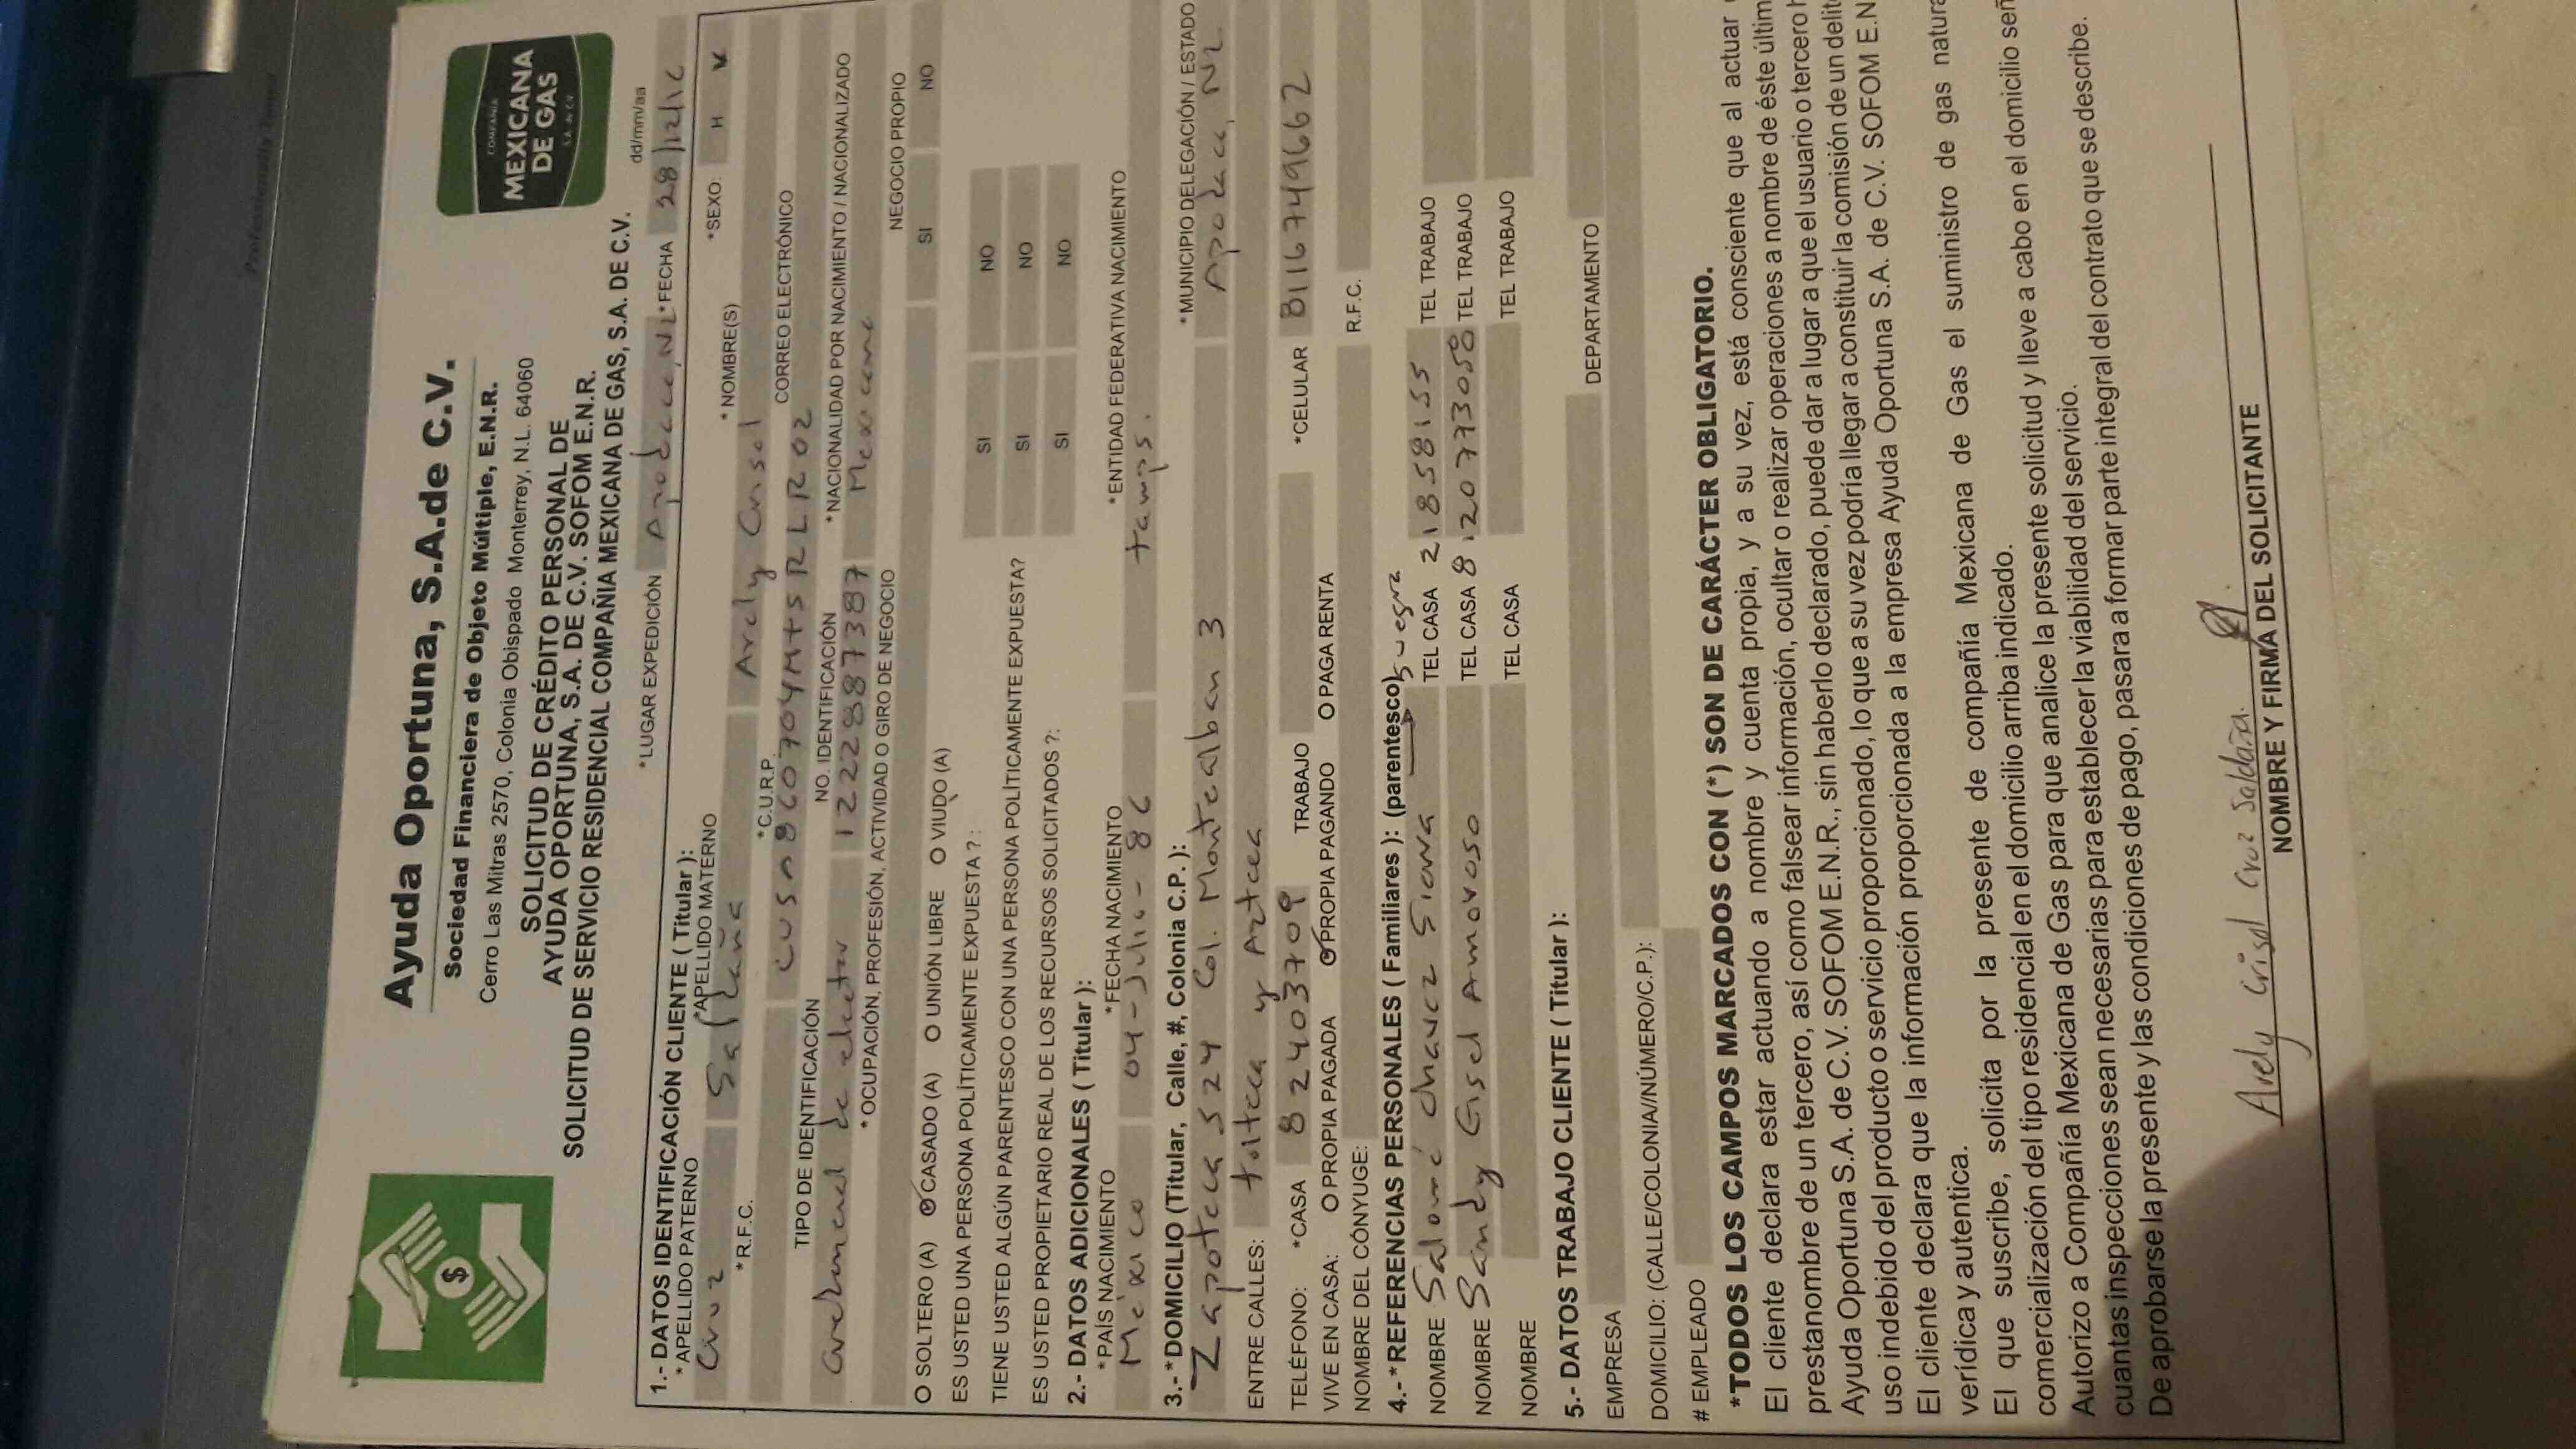 Ayuda Oportuna, S.A.de C.V.
Sociedad Financiera de Objeto Múltiple, E.N.R.
Cerro Las Mitras 2570, Colonia Obispado Monterrey, N.L. 64060
SOLICITUD DE CRÉDITO PERSONAL DE
AYUDA OPORTUNA, S.A. DE C.V. SOFOM E.N.R.
SOLICITUD DE SERVICIO RESIDENCIAL COMPAÑIA MEXICANA DE GAS, S.A. DE C.V.
COMPAÑIA
MEXICANA
DE GAS
S.A. de C.V.
$
dd/mm/aa
*LUGAR EXPEDICIÓN Apodaca, NL *FECHA 28/12/16
1.- DATOS IDENTIFICACIÓN CLIENTE ( Titular ):
*APELLIDO PATERNO *APELLIDO MATERNO *NOMBRE(S) *SEXO: H
Cruz Saldaña Arely Crisol
*R.F.C. *C.U.R.P. CORREO ELECTRÓNICO
CUSA860704MTSRLR02
TIPO DE IDENTIFICACIÓN NO. IDENTIFICACIÓN *NACIONALIDAD POR NACIMIENTO / NACIONALIZADO
credencial de elector 1222887387 Mexicana
*OCUPACIÓN, PROFESIÓN, ACTIVIDAD O GIRO DE NEGOCIO NEGOCIO PROPIO
SI NO
O SOLTERO (A) O CASADO (A) O UNIÓN LIBRE O VIUDO (A)
ES USTED UNA PERSONA POLÍTICAMENTE EXPUESTA ? : SI NO
TIENE USTED ALGÚN PARENTESCO CON UNA PERSONA POLÍTICAMENTE EXPUESTA? SI NO
ES USTED PROPIETARIO REAL DE LOS RECURSOS SOLICITADOS ?: SI NO
2.- DATOS ADICIONALES ( Titular ):
*PAÍS NACIMIENTO *FECHA NACIMIENTO *ENTIDAD FEDERATIVA NACIMIENTO
México 04-Julio-86 tamps.
3.- *DOMICILIO (Titular, Calle, #, Colonia C.P. ): *MUNICIPIO DELEGACIÓN / ESTADO
Zapoteca 524 Col. Montealban 3 Apodaca, NL
ENTRE CALLES: tolteca y Azteca
TELÉFONO: *CASA 82403709 TRABAJO *CELULAR 8116749662
VIVE EN CASA: O PROPIA PAGADA O PROPIA PAGANDO O PAGA RENTA
NOMBRE DEL CÓNYUGE: R.F.C.
4.- *REFERENCIAS PERSONALES ( Familiares ): (parentesco) suegra
NOMBRE Salomé chavez Sierra TEL CASA 21858155 TEL TRABAJO
NOMBRE Sandy Gisel Amoroso TEL CASA 8120773050 TEL TRABAJO
NOMBRE TEL CASA TEL TRABAJO
5.- DATOS TRABAJO CLIENTE ( Titular ):
EMPRESA DEPARTAMENTO
DOMICILIO: (CALLE/COLONIA//NÚMERO/C.P.):
# EMPLEADO
*TODOS LOS CAMPOS MARCADOS CON (*) SON DE CARÁCTER OBLIGATORIO.
El cliente declara estar actuando a nombre y cuenta propia, y a su vez, está consciente que al actuar
prestanombre de un tercero, así como falsear información, ocultar o realizar operaciones a nombre de éste últim
Ayuda Oportuna S.A. de C.V. SOFOM E.N.R., sin haberlo declarado, puede dar a lugar a que el usuario o tercero h
uso indebido del producto o servicio proporcionado, lo que a su vez podría llegar a constituir la comisión de un delit
El cliente declara que la información proporcionada a la empresa Ayuda Oportuna S.A. de C.V. SOFOM E.N
verídica y autentica.
El que suscribe, solicita por la presente de compañía Mexicana de Gas el suministro de gas natura
comercialización del tipo residencial en el domicilio arriba indicado.
Autorizo a Compañía Mexicana de Gas para que analice la presente solicitud y lleve a cabo en el domicilio señ
cuantas inspecciones sean necesarias para establecer la viabilidad del servicio.
De aprobarse la presente y las condiciones de pago, pasara a formar parte integral del contrato que se describe.
Arely Crisol Cruz Saldaña
NOMBRE Y FIRMA DEL SOLICITANTE